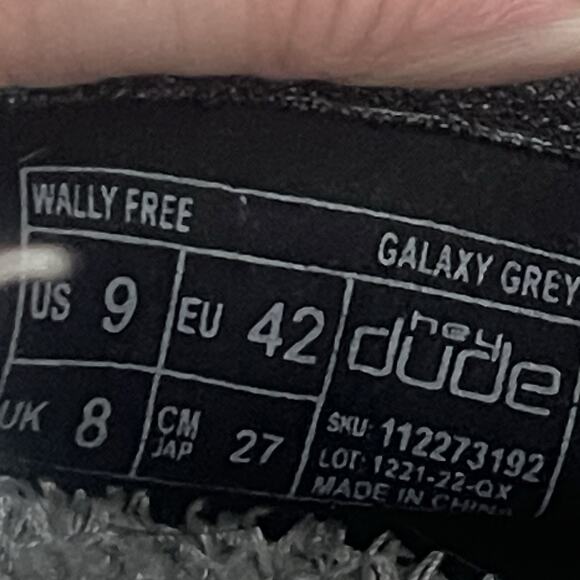 WALLY FREE
GALAXY GREY
US 9 EU 42
hey
dude
UK 8 CM JAP 27
SKU: 112273192
LOT: 1221-22-QX
MADE IN CHINA